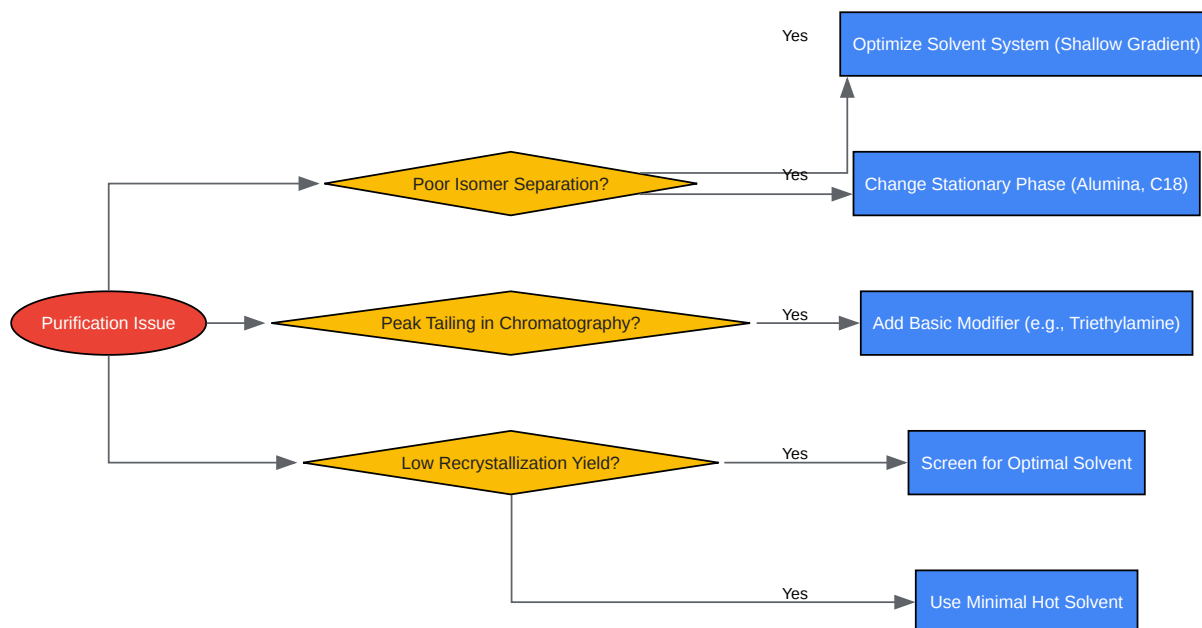 Yes
Optimize Solvent System (Shallow Gradient)
Poor Isomer Separation?
Yes
Change Stationary Phase (Alumina, C18)
Purification Issue
Peak Tailing in Chromatography?
Yes
Add Basic Modifier (e.g., Triethylamine)
Low Recrystallization Yield?
Yes
Screen for Optimal Solvent
Yes
Use Minimal Hot Solvent